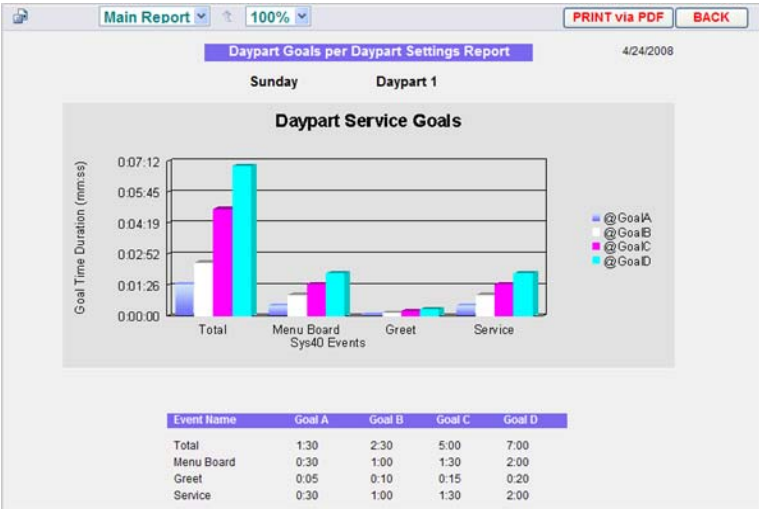 Main Report 100% PRINT via PDF BACK
Daypart Goals per Daypart Settings Report 4/24/2008
Sunday Daypart 1
Daypart Service Goals
Goal Time Duration (mm:ss)
0:07:12
0:05:45
0:04:19
0:02:52
0:01:26
0:00:00
Total Menu Board Greet Service
Sys40 Events
@GoalA
@GoalB
@GoalC
@GoalD
Event Name Goal A Goal B Goal C Goal D
Total 1:30 2:30 5:00 7:00
Menu Board 0:30 1:00 1:30 2:00
Greet 0:05 0:10 0:15 0:20
Service 0:30 1:00 1:30 2:00